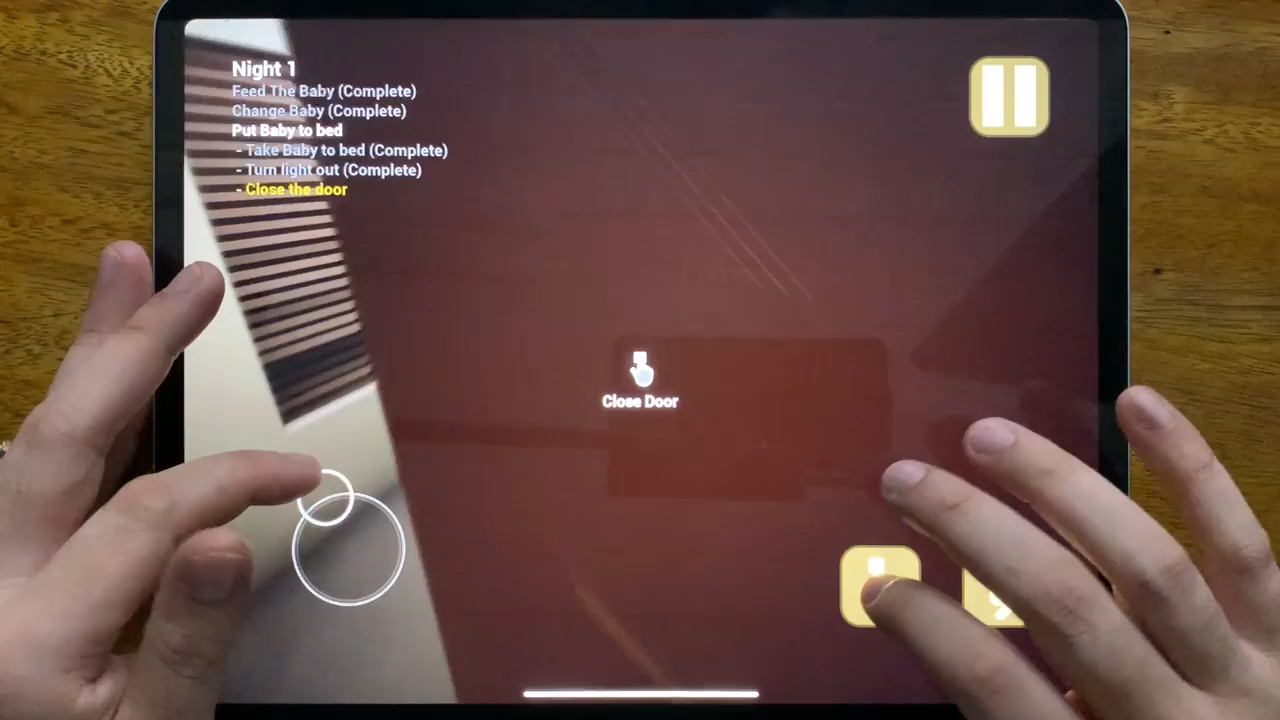 Night 1
Feed The Baby (Complete)
Change Baby (Complete)
Put Baby to bed
- Take Baby to bed (Complete)
- Turn light out (Complete)
- Close the door
Close Door